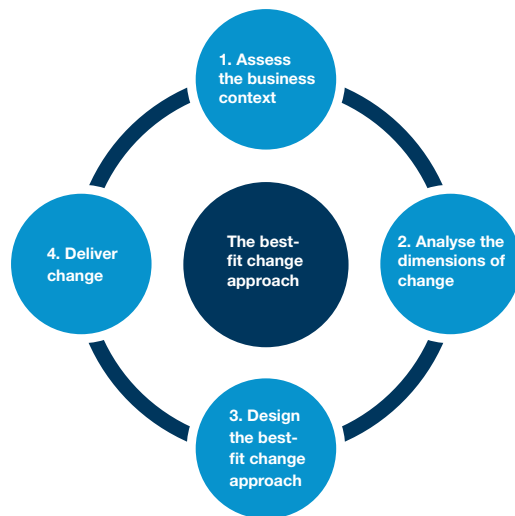 1. Assess
the business
context
2. Analyse the
dimensions of
change
3. Design
the best-
fit change
approach
4. Deliver
change
The best-
fit change
approach